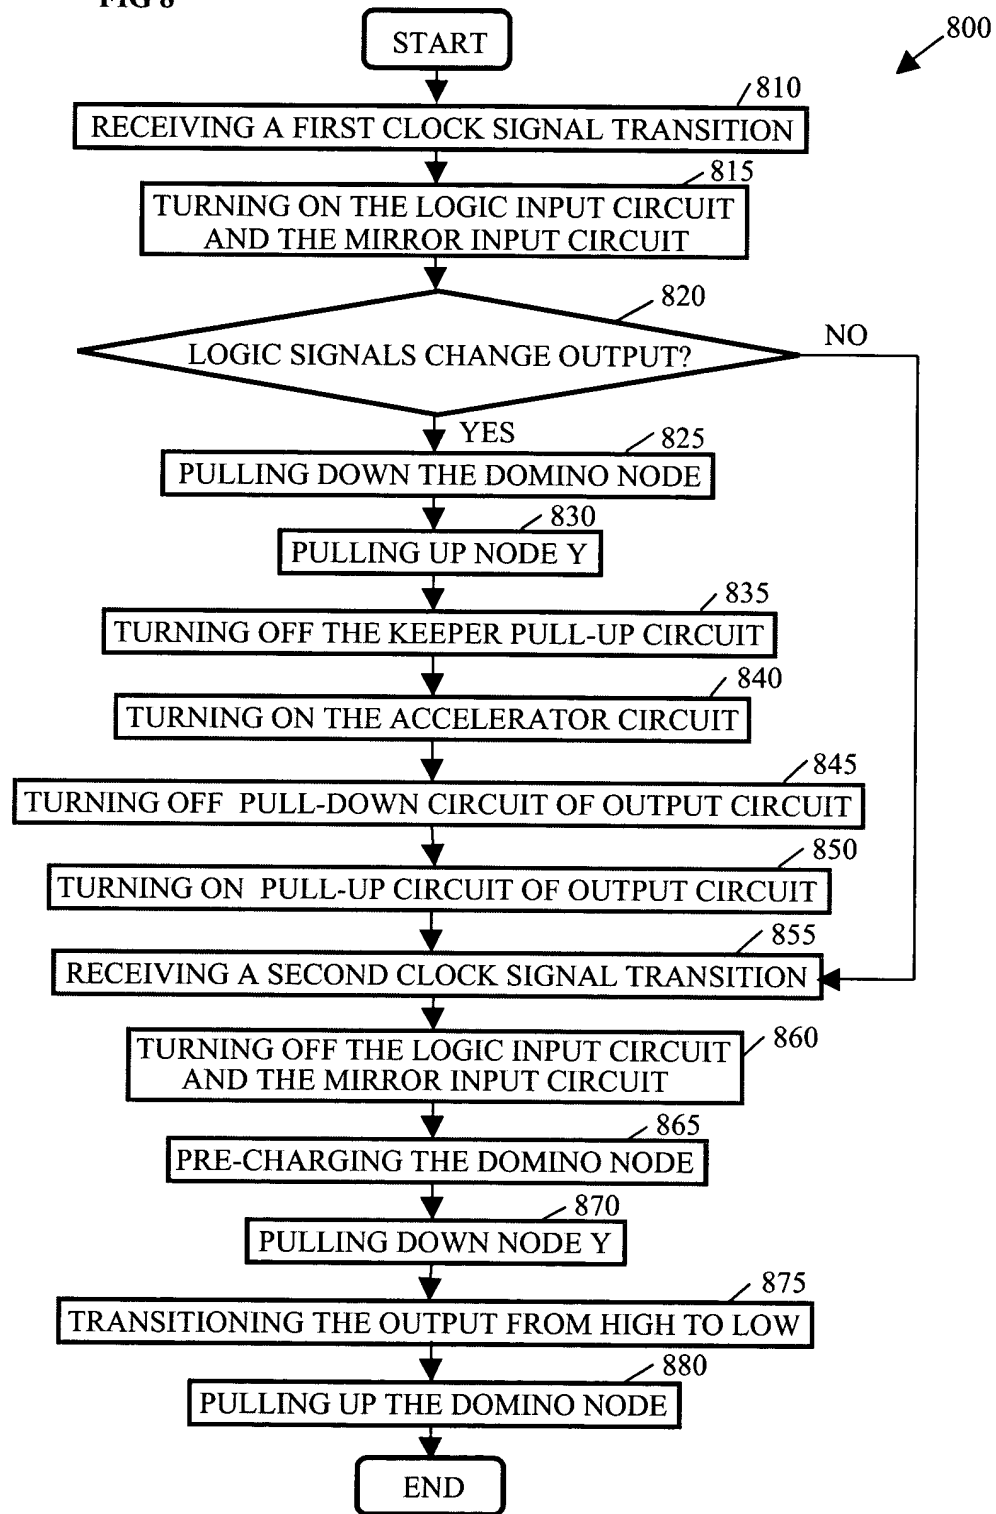 FIG 8
800
START
810
RECEIVING A FIRST CLOCK SIGNAL TRANSITION
815
TURNING ON THE LOGIC INPUT CIRCUIT
AND THE MIRROR INPUT CIRCUIT
820
LOGIC SIGNALS CHANGE OUTPUT?
NO
YES
825
PULLING DOWN THE DOMINO NODE
830
PULLING UP NODE Y
835
TURNING OFF THE KEEPER PULL-UP CIRCUIT
840
TURNING ON THE ACCELERATOR CIRCUIT
845
TURNING OFF PULL-DOWN CIRCUIT OF OUTPUT CIRCUIT
850
TURNING ON PULL-UP CIRCUIT OF OUTPUT CIRCUIT
855
RECEIVING A SECOND CLOCK SIGNAL TRANSITION
860
TURNING OFF THE LOGIC INPUT CIRCUIT
AND THE MIRROR INPUT CIRCUIT
865
PRE-CHARGING THE DOMINO NODE
870
PULLING DOWN NODE Y
875
TRANSITIONING THE OUTPUT FROM HIGH TO LOW
880
PULLING UP THE DOMINO NODE
END